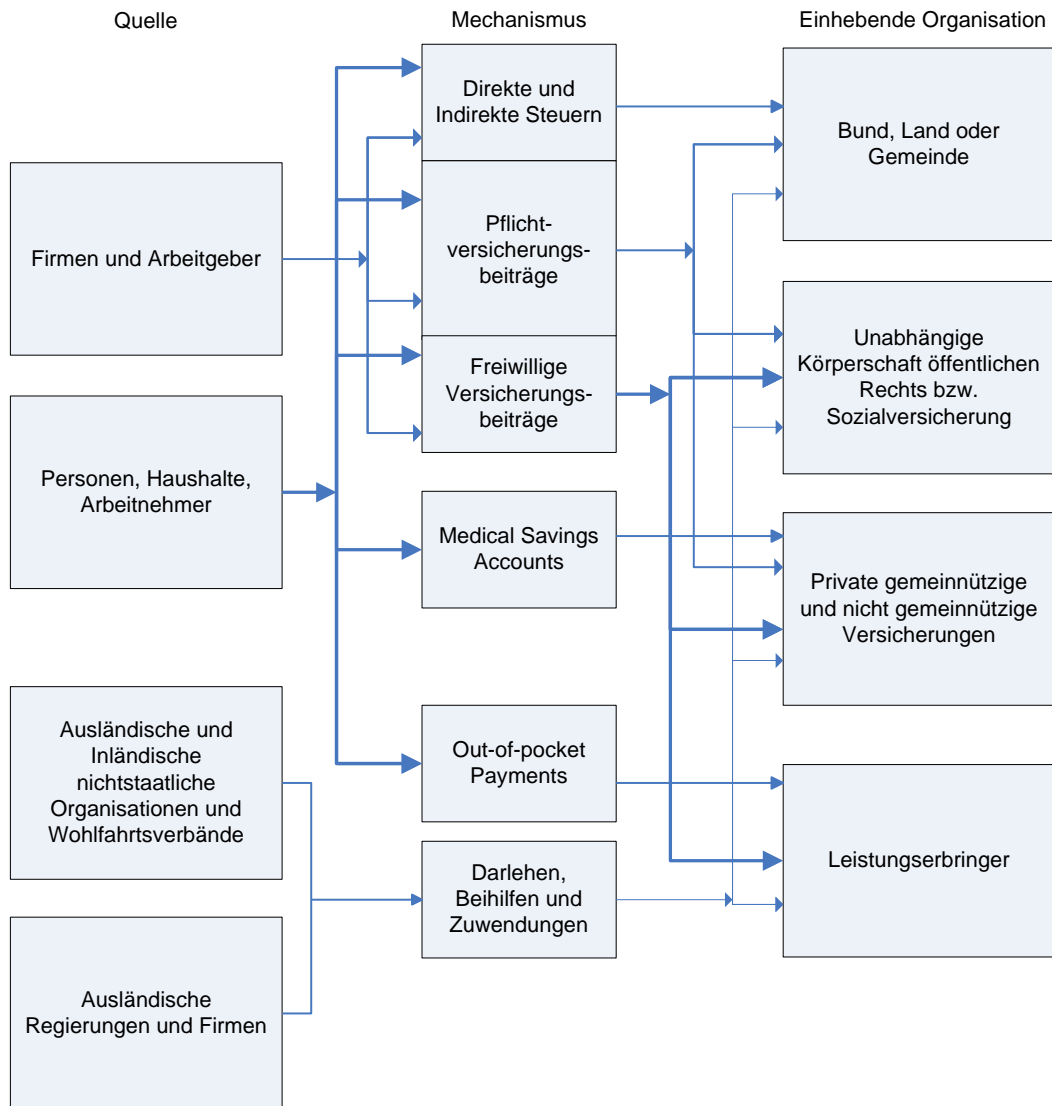 Quelle
Mechanismus
Einhebende Organisation
Firmen und Arbeitgeber
Personen, Haushalte,
Arbeitnehmer
Ausländische und
Inländische
nichtstaatliche
Organisationen und
Wohlfahrtsverbände
Ausländische
Regierungen und Firmen
Direkte und
Indirekte Steuern
Pflicht-
versicherungs-
beiträge
Freiwillige
Versicherungs-
beiträge
Medical Savings
Accounts
Out-of-pocket
Payments
Darlehen,
Beihilfen und
Zuwendungen
Bund, Land oder
Gemeinde
Unabhängige
Körperschaft öffentlichen
Rechts bzw.
Sozialversicherung
Private gemeinnützige
und nicht gemeinnützige
Versicherungen
Leistungserbringer